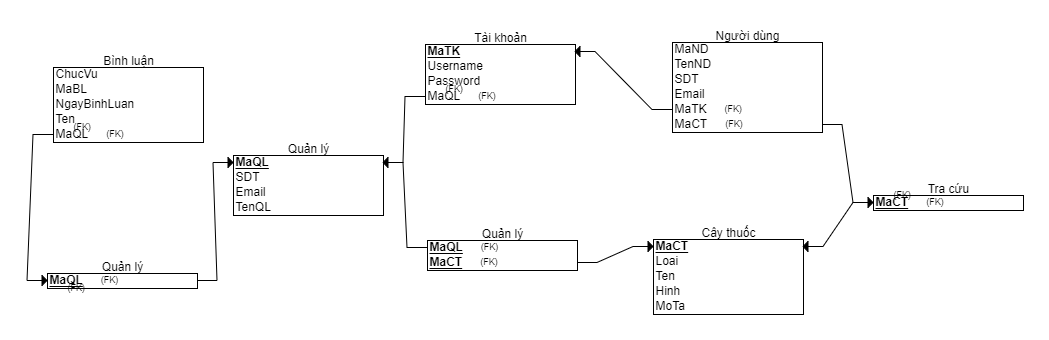 Bình luận
ChucVu
MaBL
NgayBinhLuan
Ten
(FK)
MaQL (FK)
Quản lý
MaQL (FK)
(FK)
Quản lý
MaQL
SDT
Email
TenQL
Tài khoản
MaTK
Username
Password
(FK)
MaQL (FK)
Quản lý
MaQL (FK)
MaCT (FK)
Người dùng
MaND
TenND
SDT
Email
MaTK (FK)
MaCT (FK)
Cây thuốc
MaCT
Loai
Ten
Hinh
MoTa
Tra cứu
(FK)
MaCT (FK)